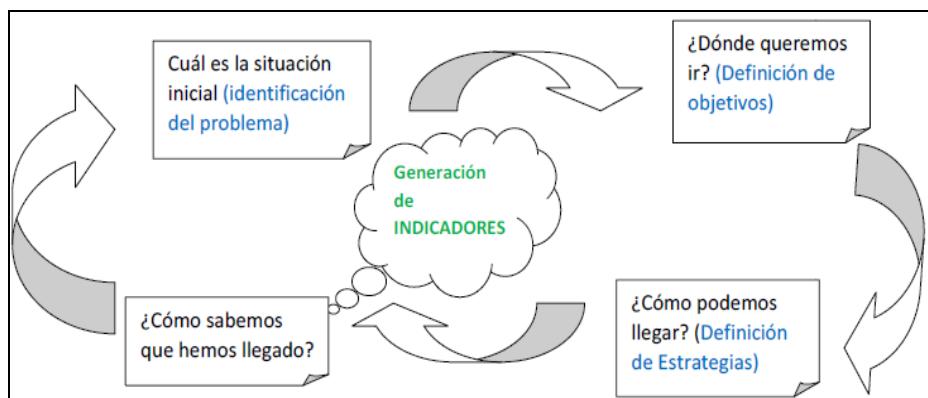 Cuál es la situación
inicial (identificación
del problema)
¿Dónde queremos
ir? (Definición de
objetivos)
Generación
de
INDICADORES
¿Cómo sabemos
que hemos llegado?
¿Cómo podemos
llegar? (Definición
de Estrategias)